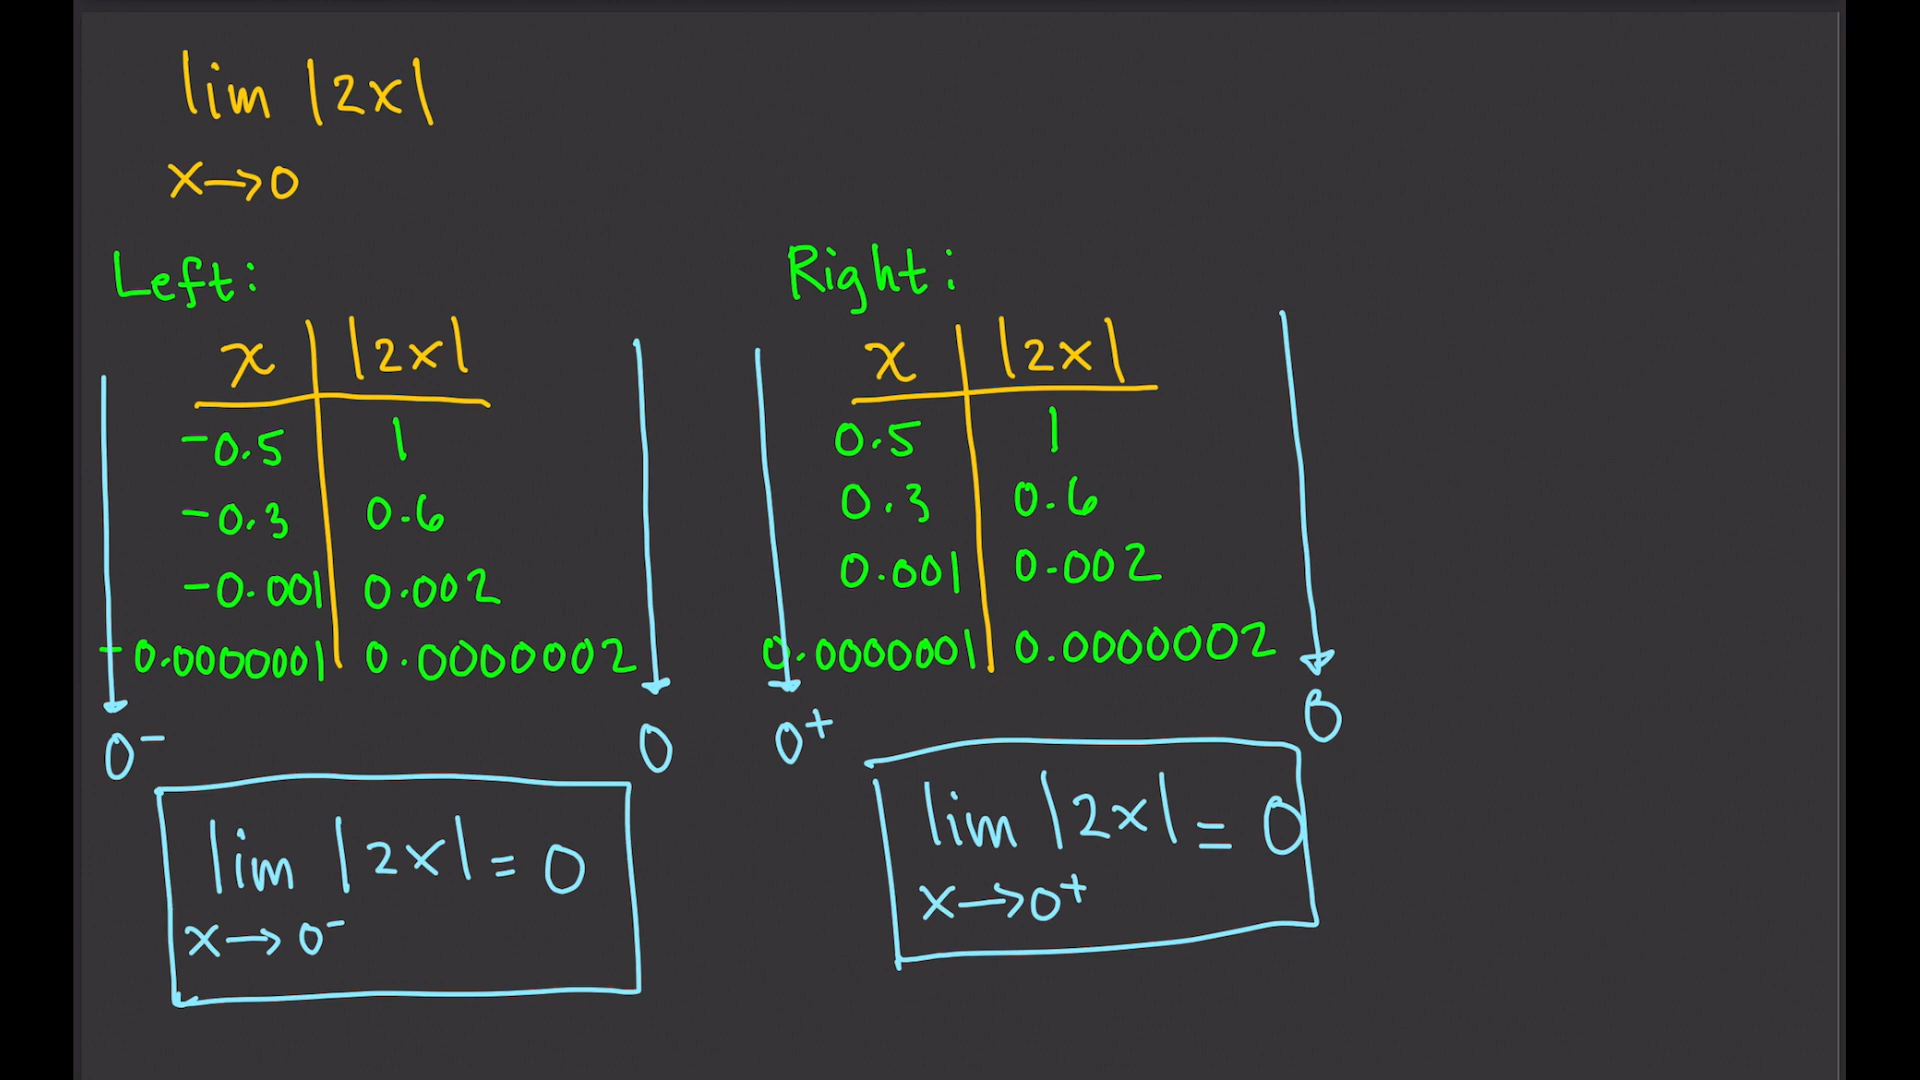 lim |2x|
x→0
Left:
x | |2x|
-0.5 | 1
-0.3 | 0.6
-0.001 | 0.002
-0.0000001 | 0.0000002
0⁻ 0
lim |2x| = 0
x→0⁻
Right:
x | |2x|
0.5 | 1
0.3 | 0.6
0.001 | 0.002
0.0000001 | 0.0000002
0⁺ 0
lim |2x| = 0
x→0⁺